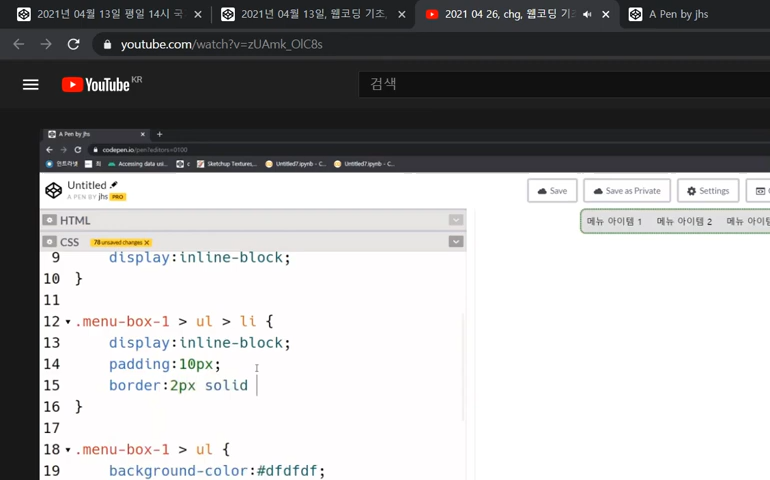 2021년 04월 13일 평일 14시 국
2021년 04월 13일, 웹코딩 기초,
2021 04 26, chg, 웹코딩 기초
A Pen by jhs
youtube.com/watch?v=zUAmk_OlC8s
YouTube KR
검색
A Pen by jhs
codepen.io/pen?editors=0100
인트라넷
Accessing data usi...
Sketchup Textures,...
Untitled7.ipynb - C...
Untitled7.ipynb - C...
Untitled
A PEN BY jhs PRO
Save
Save as Private
Settings
HTML
메뉴 아이템 1 메뉴 아이템 2 메뉴 아이템
CSS 78 unsaved changes X
9 display:inline-block;
10 }
11
12 .menu-box-1 > ul > li {
13 display:inline-block;
14 padding:10px;
15 border:2px solid
16 }
17
18 .menu-box-1 > ul {
19 background-color:#dfdfdf;